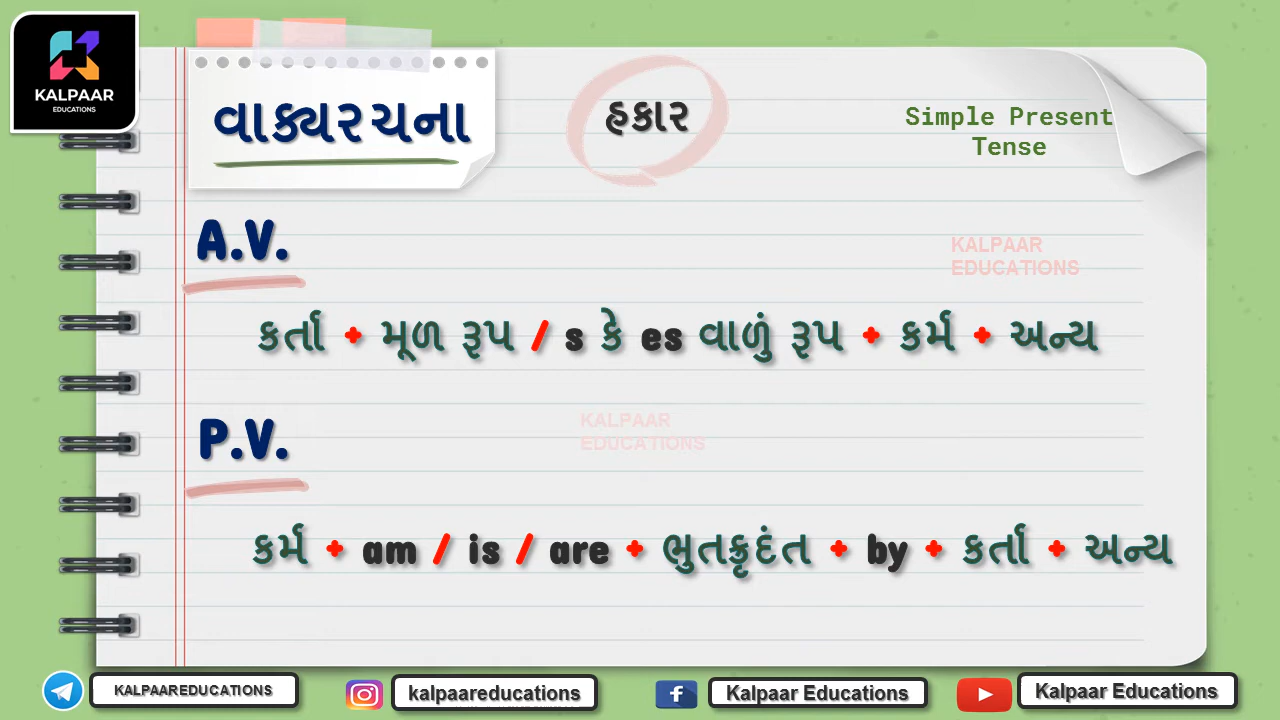 KALPAAR
EDUCATIONS
વાક્યરચના
હકાર
Simple Present
Tense
A.V.
KALPAAR
EDUCATIONS
કર્તા + મૂળ રૂપ / s કે es વાળું રૂપ + કર્મ + અન્ય
KALPAAR
EDUCATIONS
P.V.
કર્મ + am / is / are + ભુતકૃદંત + by + કર્તા + અન્ય
KALPAAREDUCATIONS
kalpaareducations
Kalpaar Educations
Kalpaar Educations